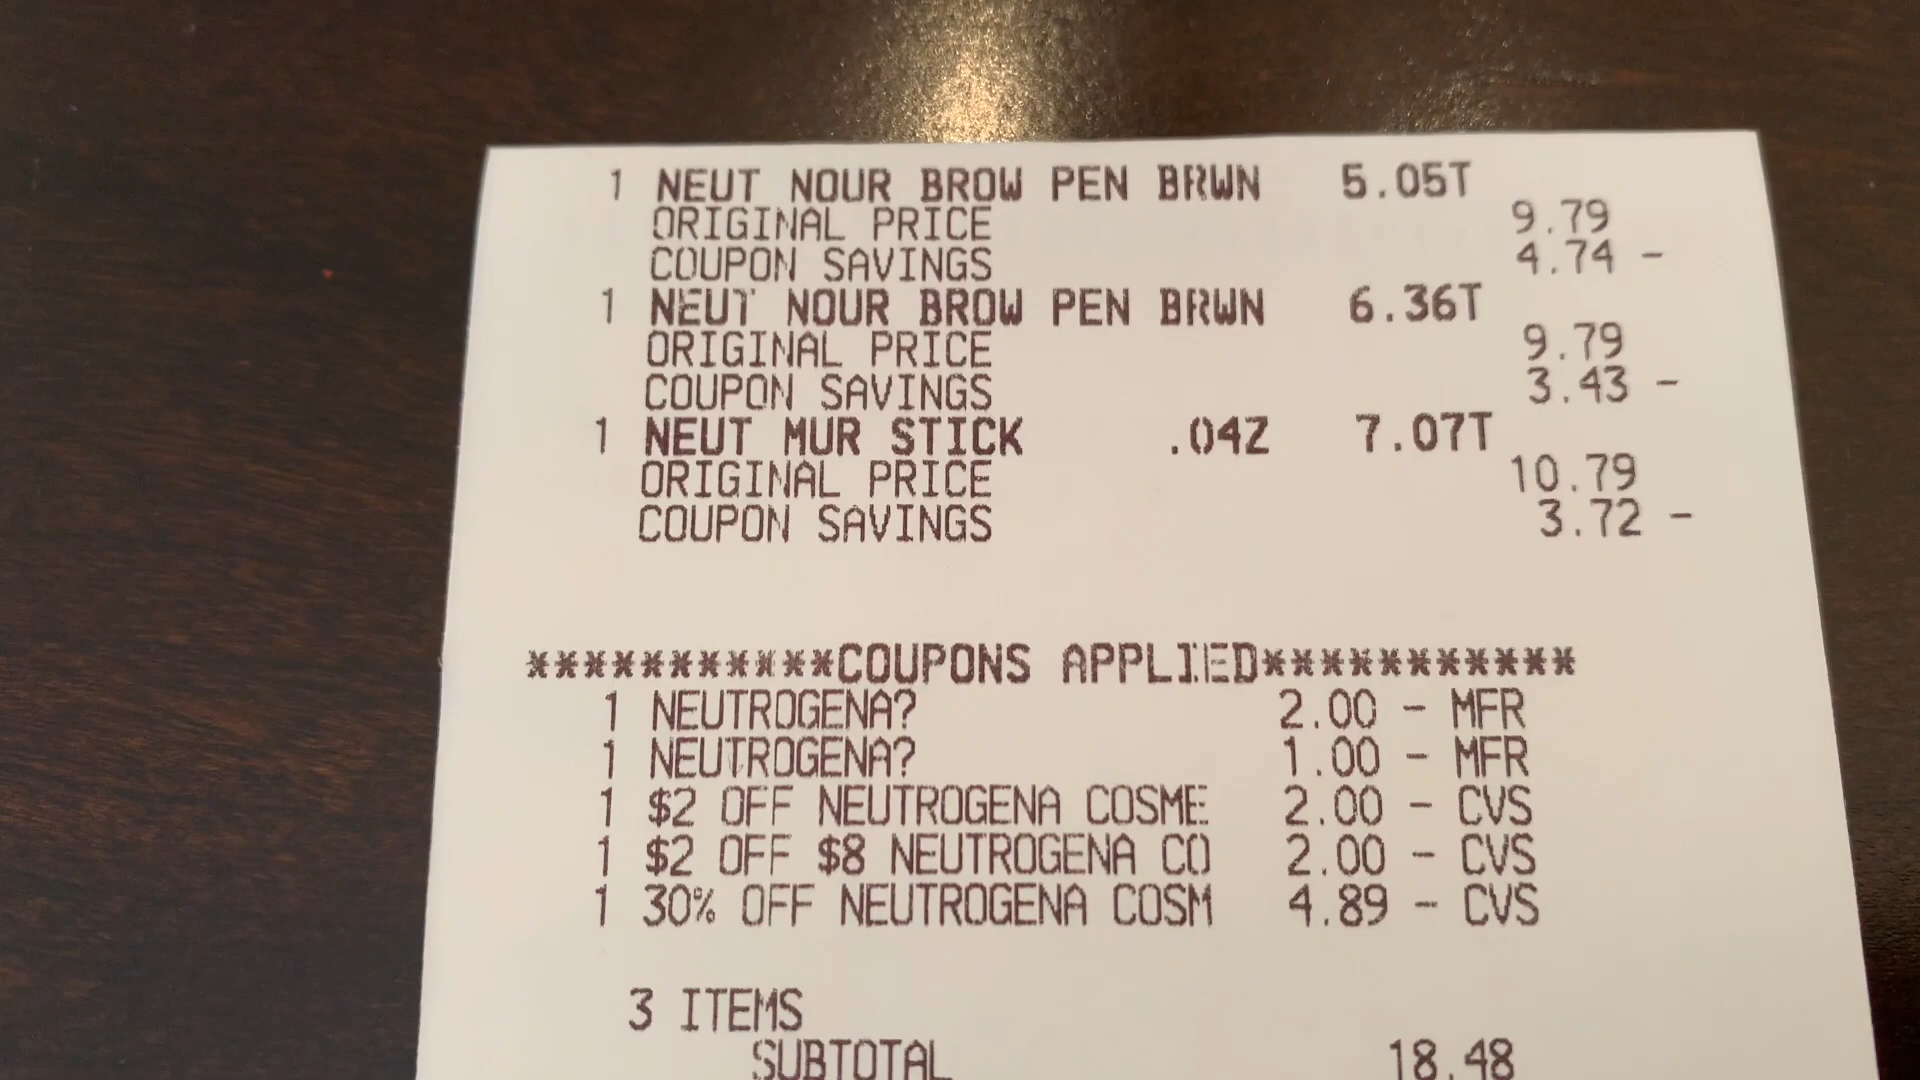 1 NEUT NOUR BROW PEN BRWN 5.05T
ORIGINAL PRICE 9.79
COUPON SAVINGS 4.74 -
1 NEUT NOUR BROW PEN BRWN 6.36T
ORIGINAL PRICE 9.79
COUPON SAVINGS 3.43 -
1 NEUT MUR STICK .04Z 7.07T
ORIGINAL PRICE 10.79
COUPON SAVINGS 3.72 -
***********COUPONS APPLIED***********
1 NEUTROGENA? 2.00 - MFR
1 NEUTROGENA? 1.00 - MFR
1 $2 OFF NEUTROGENA COSME 2.00 - CVS
1 $2 OFF $8 NEUTROGENA CO 2.00 - CVS
1 30% OFF NEUTROGENA COSM 4.89 - CVS
3 ITEMS
SUBTOTAL 18.48